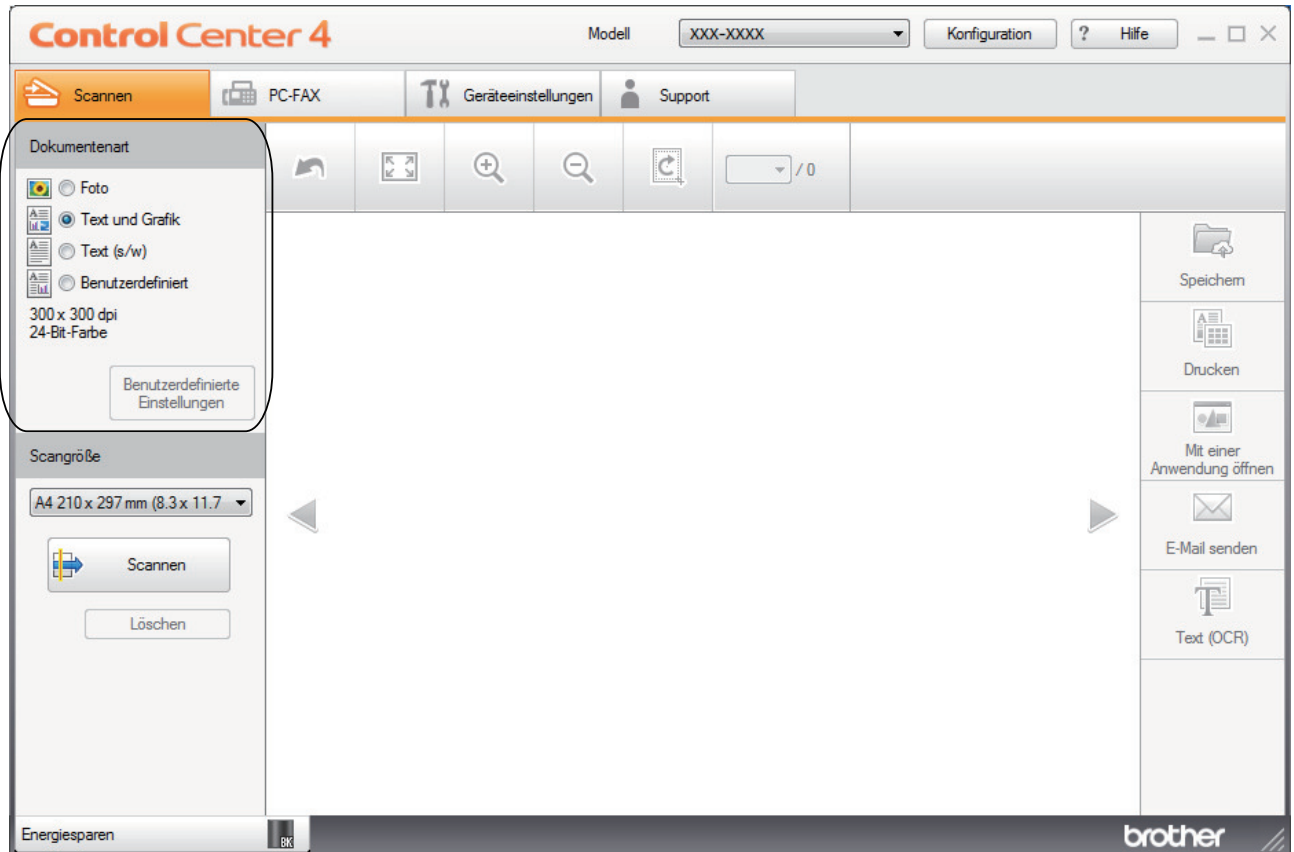 Control Center 4
Modell
XXX-XXXX
Konfiguration
? Hilfe
Scannen
PC-FAX
Geräteeinstellungen
Support
Dokumentenart
Foto
Text und Grafik
Text (s/w)
Benutzerdefiniert
300 x 300 dpi
24-Bit-Farbe
Benutzerdefinierte
Einstellungen
/ 0
Scangröße
A4 210 x 297 mm (8.3 x 11.7
Scannen
Löschen
Speichern
Drucken
Mit einer
Anwendung öffnen
E-Mail senden
Text (OCR)
Energiesparen
BK
brother